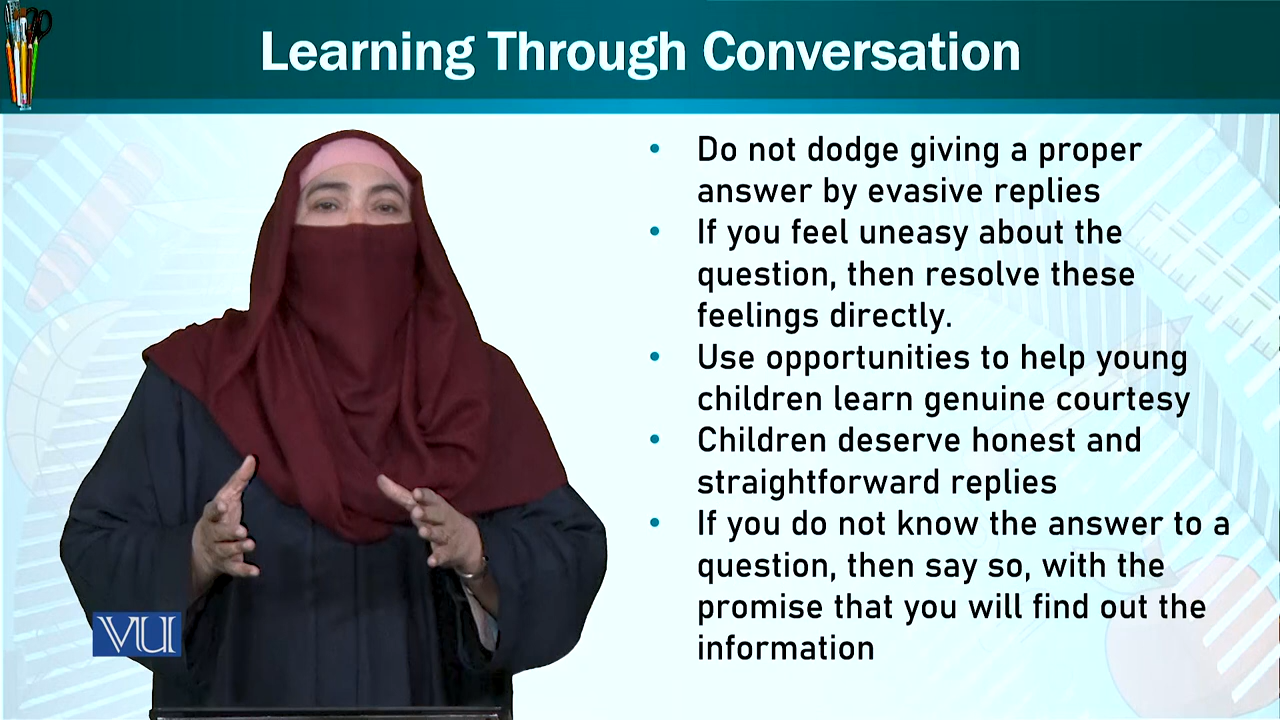 Learning Through Conversation
• Do not dodge giving a proper
answer by evasive replies
• If you feel uneasy about the
question, then resolve these
feelings directly.
• Use opportunities to help young
children learn genuine courtesy
• Children deserve honest and
straightforward replies
• If you do not know the answer to a
question, then say so, with the
promise that you will find out the
information
VU